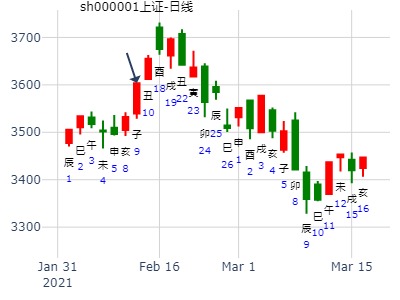 sh000001上证-日线
3700
3600
3500
3400
3300
辰
1
巳
2
午
3
未
4
申
5
亥
8
子
9
丑
10
酉
18
戌
19
丑
22
寅
23
卯
24
辰
25
巳
26
申
1
酉
2
戌
3
亥
4
子
5
卯
8
辰
9
巳
10
午
11
未
12
戌
15
亥
16
Jan 31
2021
Feb 16
Mar 1
Mar 15